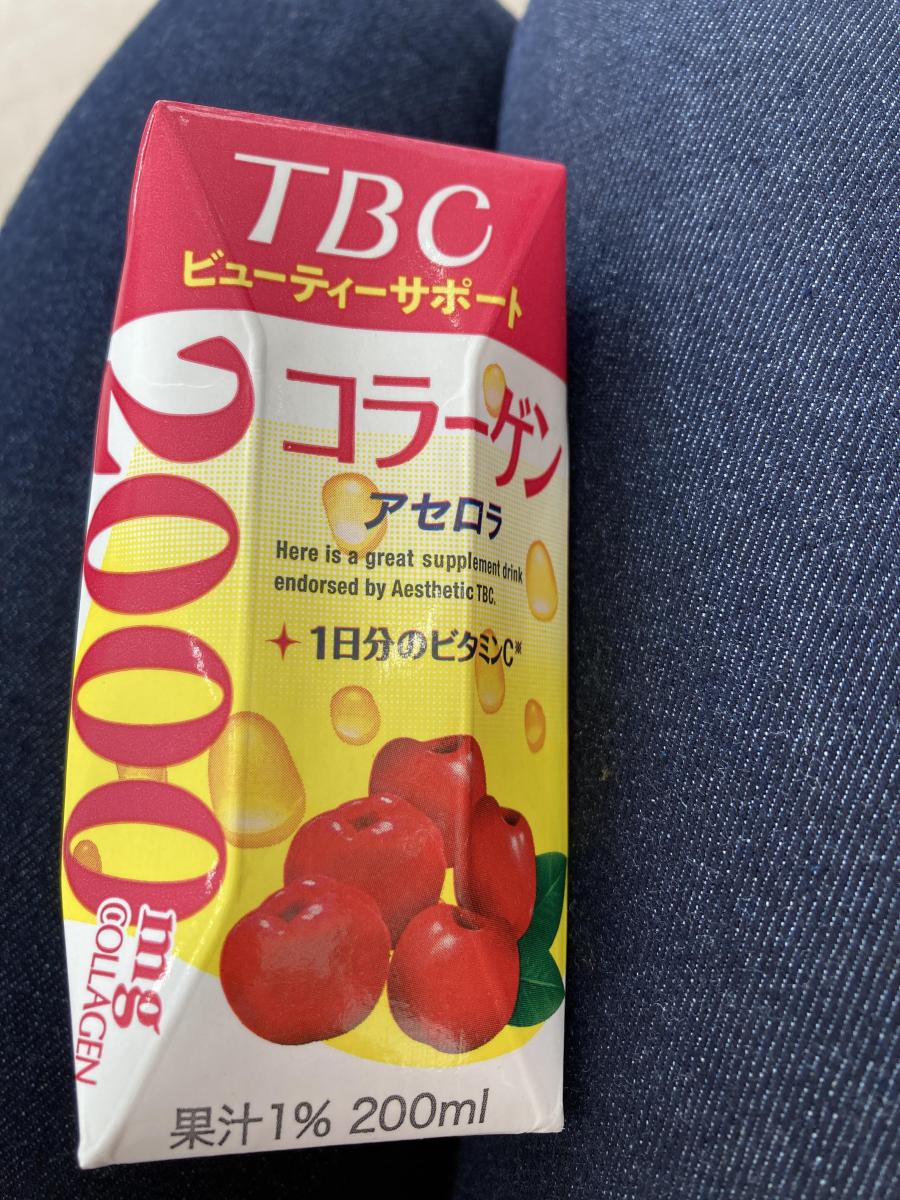 TBC
ビューティーサポート
コラーゲン
アセロラ
Here is a great supplement drink
endorsed by Aesthetic TBC.
1日分のビタミンC※
2000mg
COLLAGEN
果汁1% 200ml